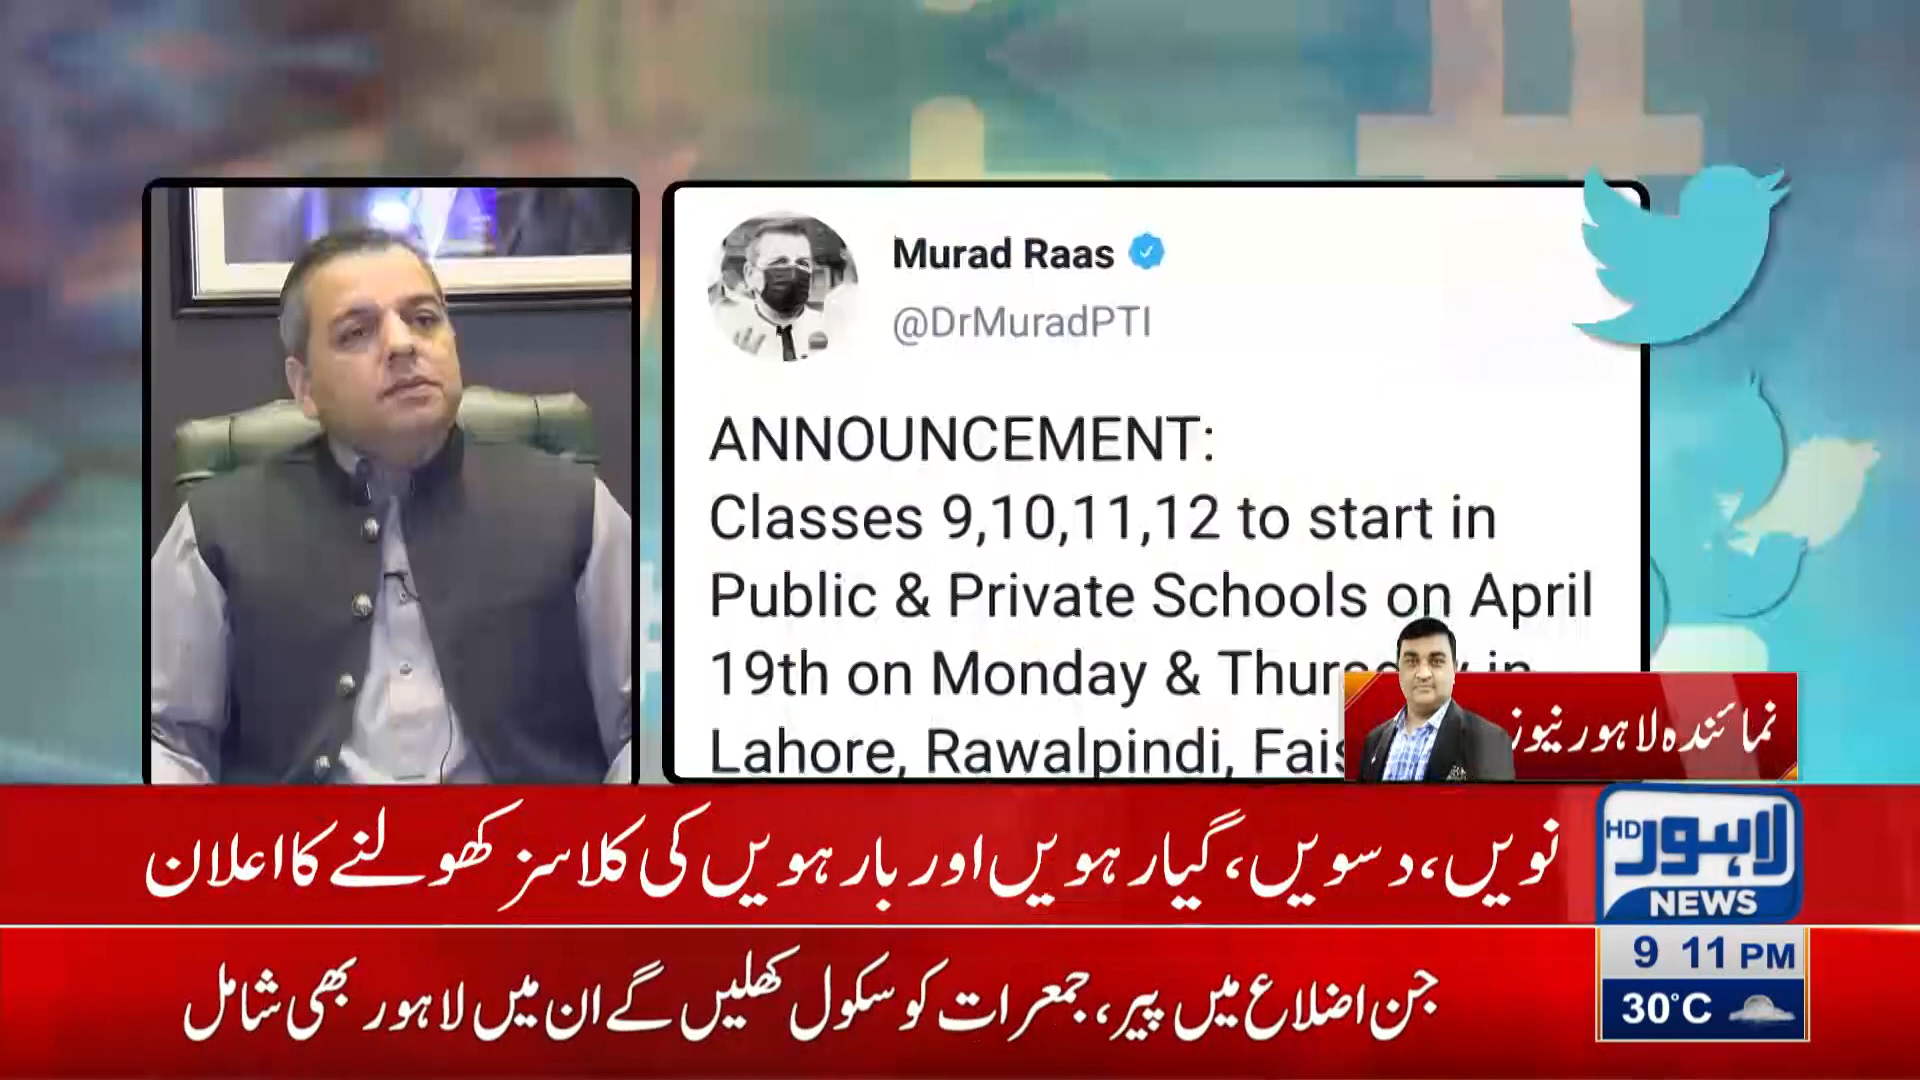 Murad Raas
@DrMuradPTI
ANNOUNCEMENT:
Classes 9,10,11,12 to start in
Public & Private Schools on April
19th on Monday & in
Lahore, Rawalpindi,
نمائندہ لاہور نیوز
نویں، دسویں، گیارہویں اور بارہویں کی کلاسز کھولنے کا اعلان
HD لاہور
NEWS
جن اضلاع میں پیر، جمعرات کو سکول کھلیں گے ان میں لاہور بھی شامل
9 11 PM
30°C